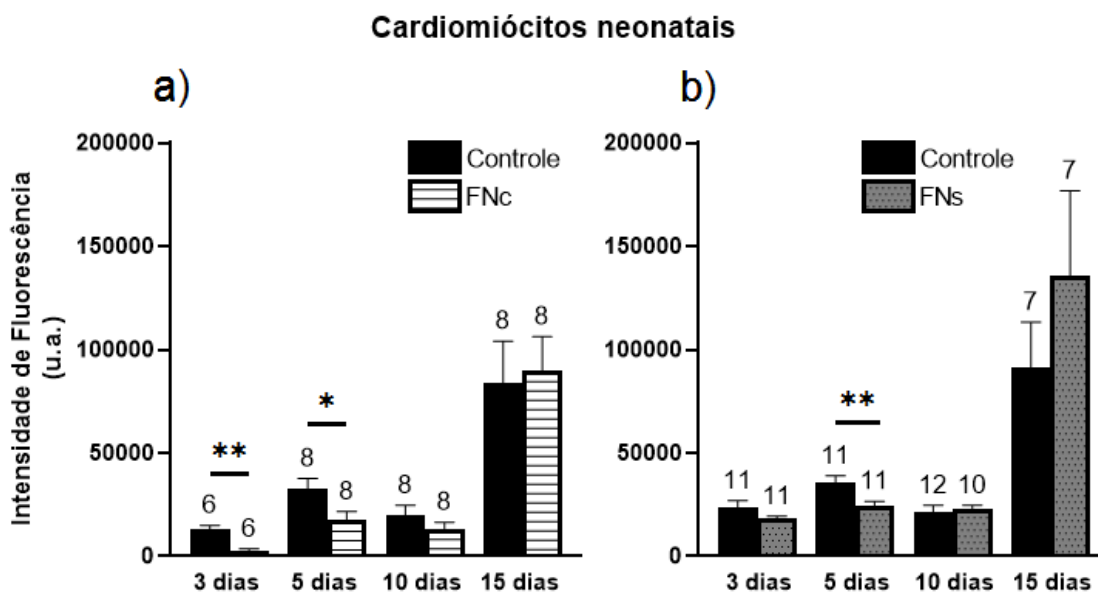 Cardiomiócitos neonatais
a)
Intensidade de Fluorescência
(u.a.)
200000
150000
100000
50000
0
Controle
FNc
**
*
6
6
8
8
8
8
8
8
3 dias
5 dias
10 dias
15 dias
b)
200000
150000
100000
50000
0
Controle
FNs
**
11
11
11
11
12
10
7
7
3 dias
5 dias
10 dias
15 dias